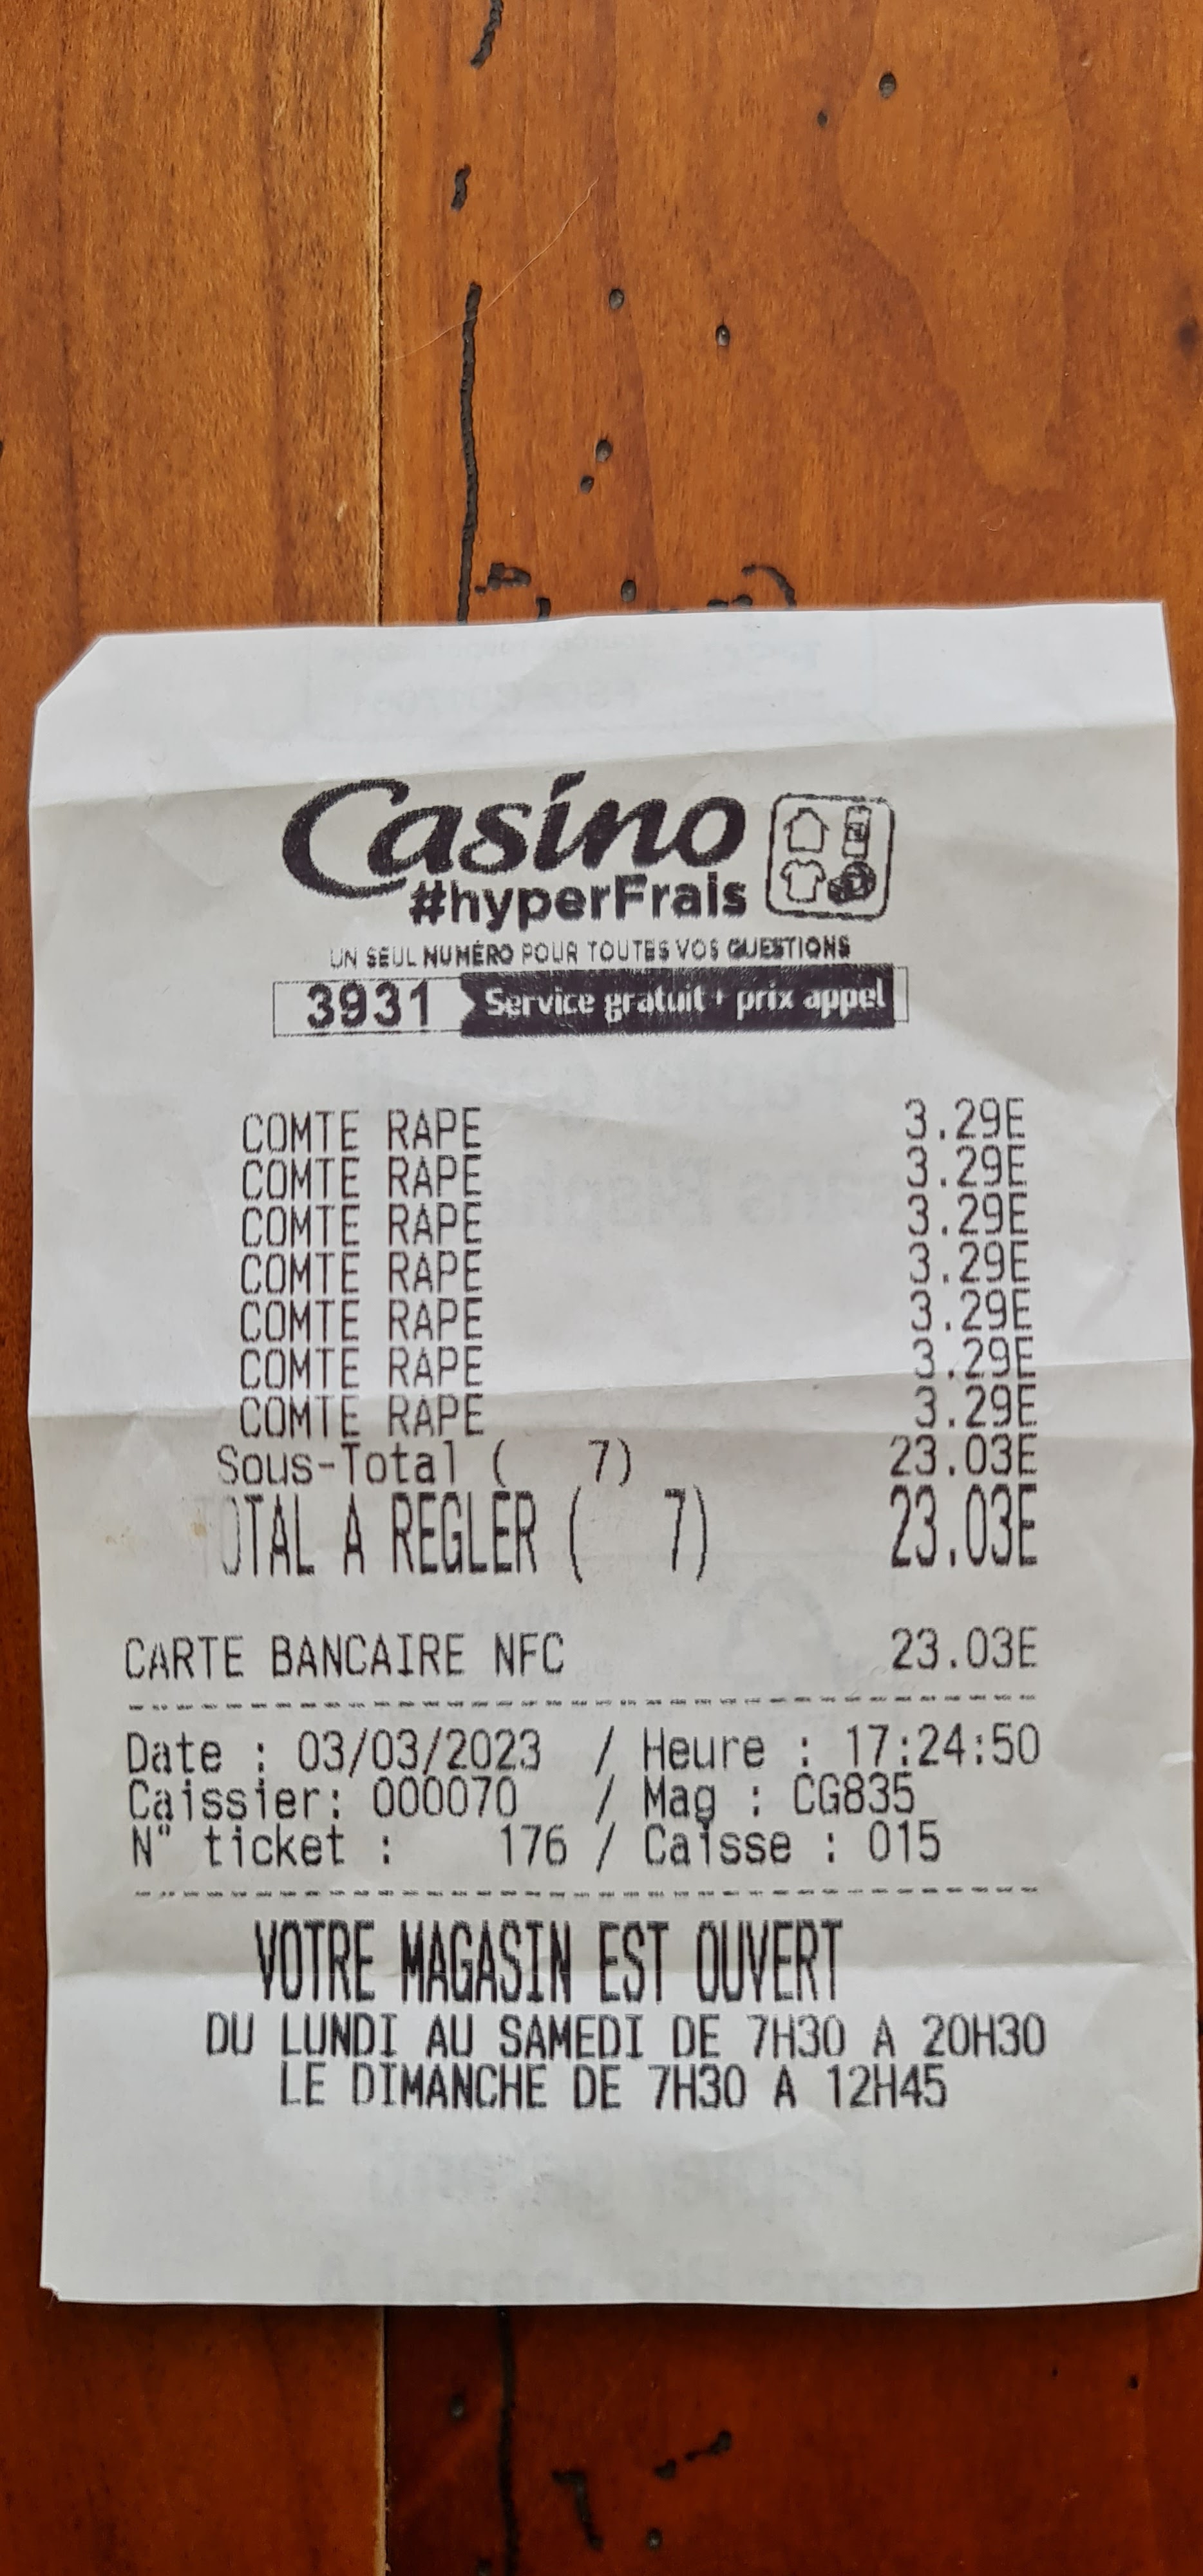 Casino
#hyperFrais
UN SEUL NUMÉRO POUR TOUTES VOS QUESTIONS
3931 Service gratuit + prix appel
COMTE RAPE 3.29E
COMTE RAPE 3.29E
COMTE RAPE 3.29E
COMTE RAPE 3.29E
COMTE RAPE 3.29E
COMTE RAPE 3.29E
COMTE RAPE 3.29E
Sous-Total ( 7) 23.03E
OTAL A REGLER ( 7) 23.03E
CARTE BANCAIRE NFC 23.03E
Date : 03/03/2023 / Heure : 17:24:50
Caissier: 000070 / Mag : CG835
N° ticket : 176 / Caisse : 015
VOTRE MAGASIN EST OUVERT
DU LUNDI AU SAMEDI DE 7H30 A 20H30
LE DIMANCHE DE 7H30 A 12H45